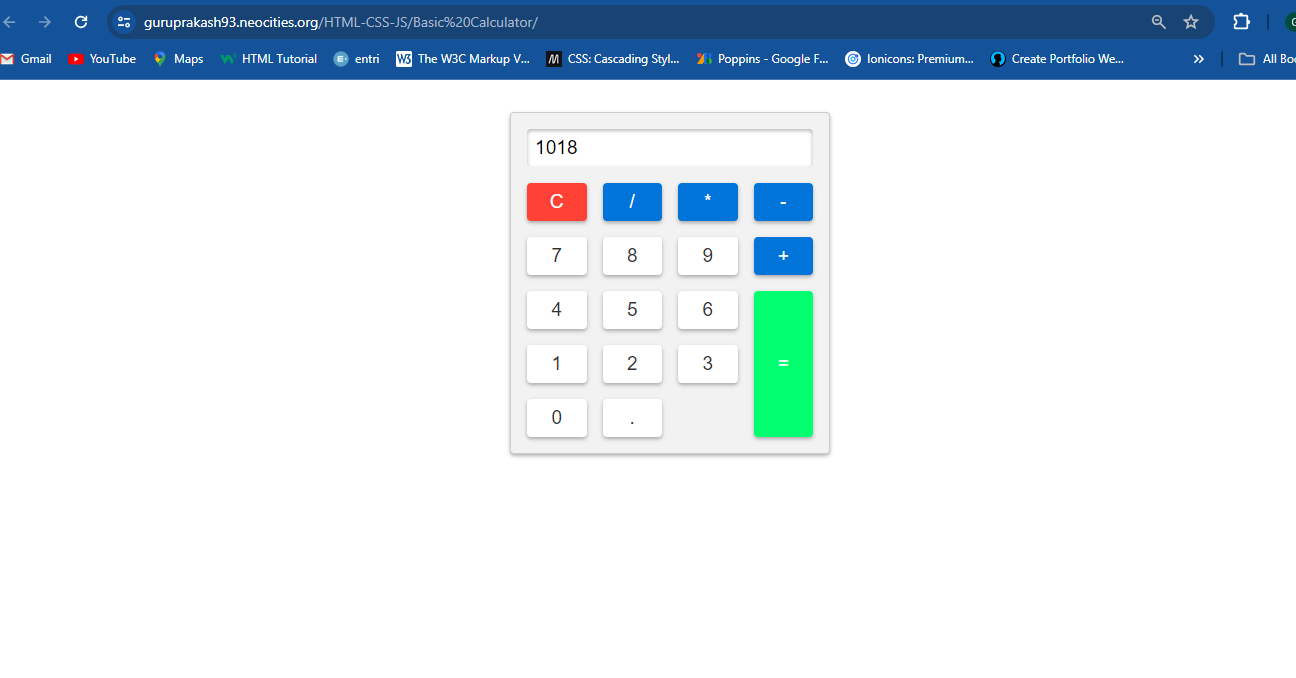 guruprakash93.neocities.org/HTML-CSS-JS/Basic%20Calculator/
Gmail YouTube Maps HTML Tutorial entri The W3C Markup V... CSS: Cascading Styl... Poppins - Google F... Ionicons: Premium... Create Portfolio We... » All Boo
1018
C / * -
7 8 9 +
4 5 6
1 2 3 =
0 .